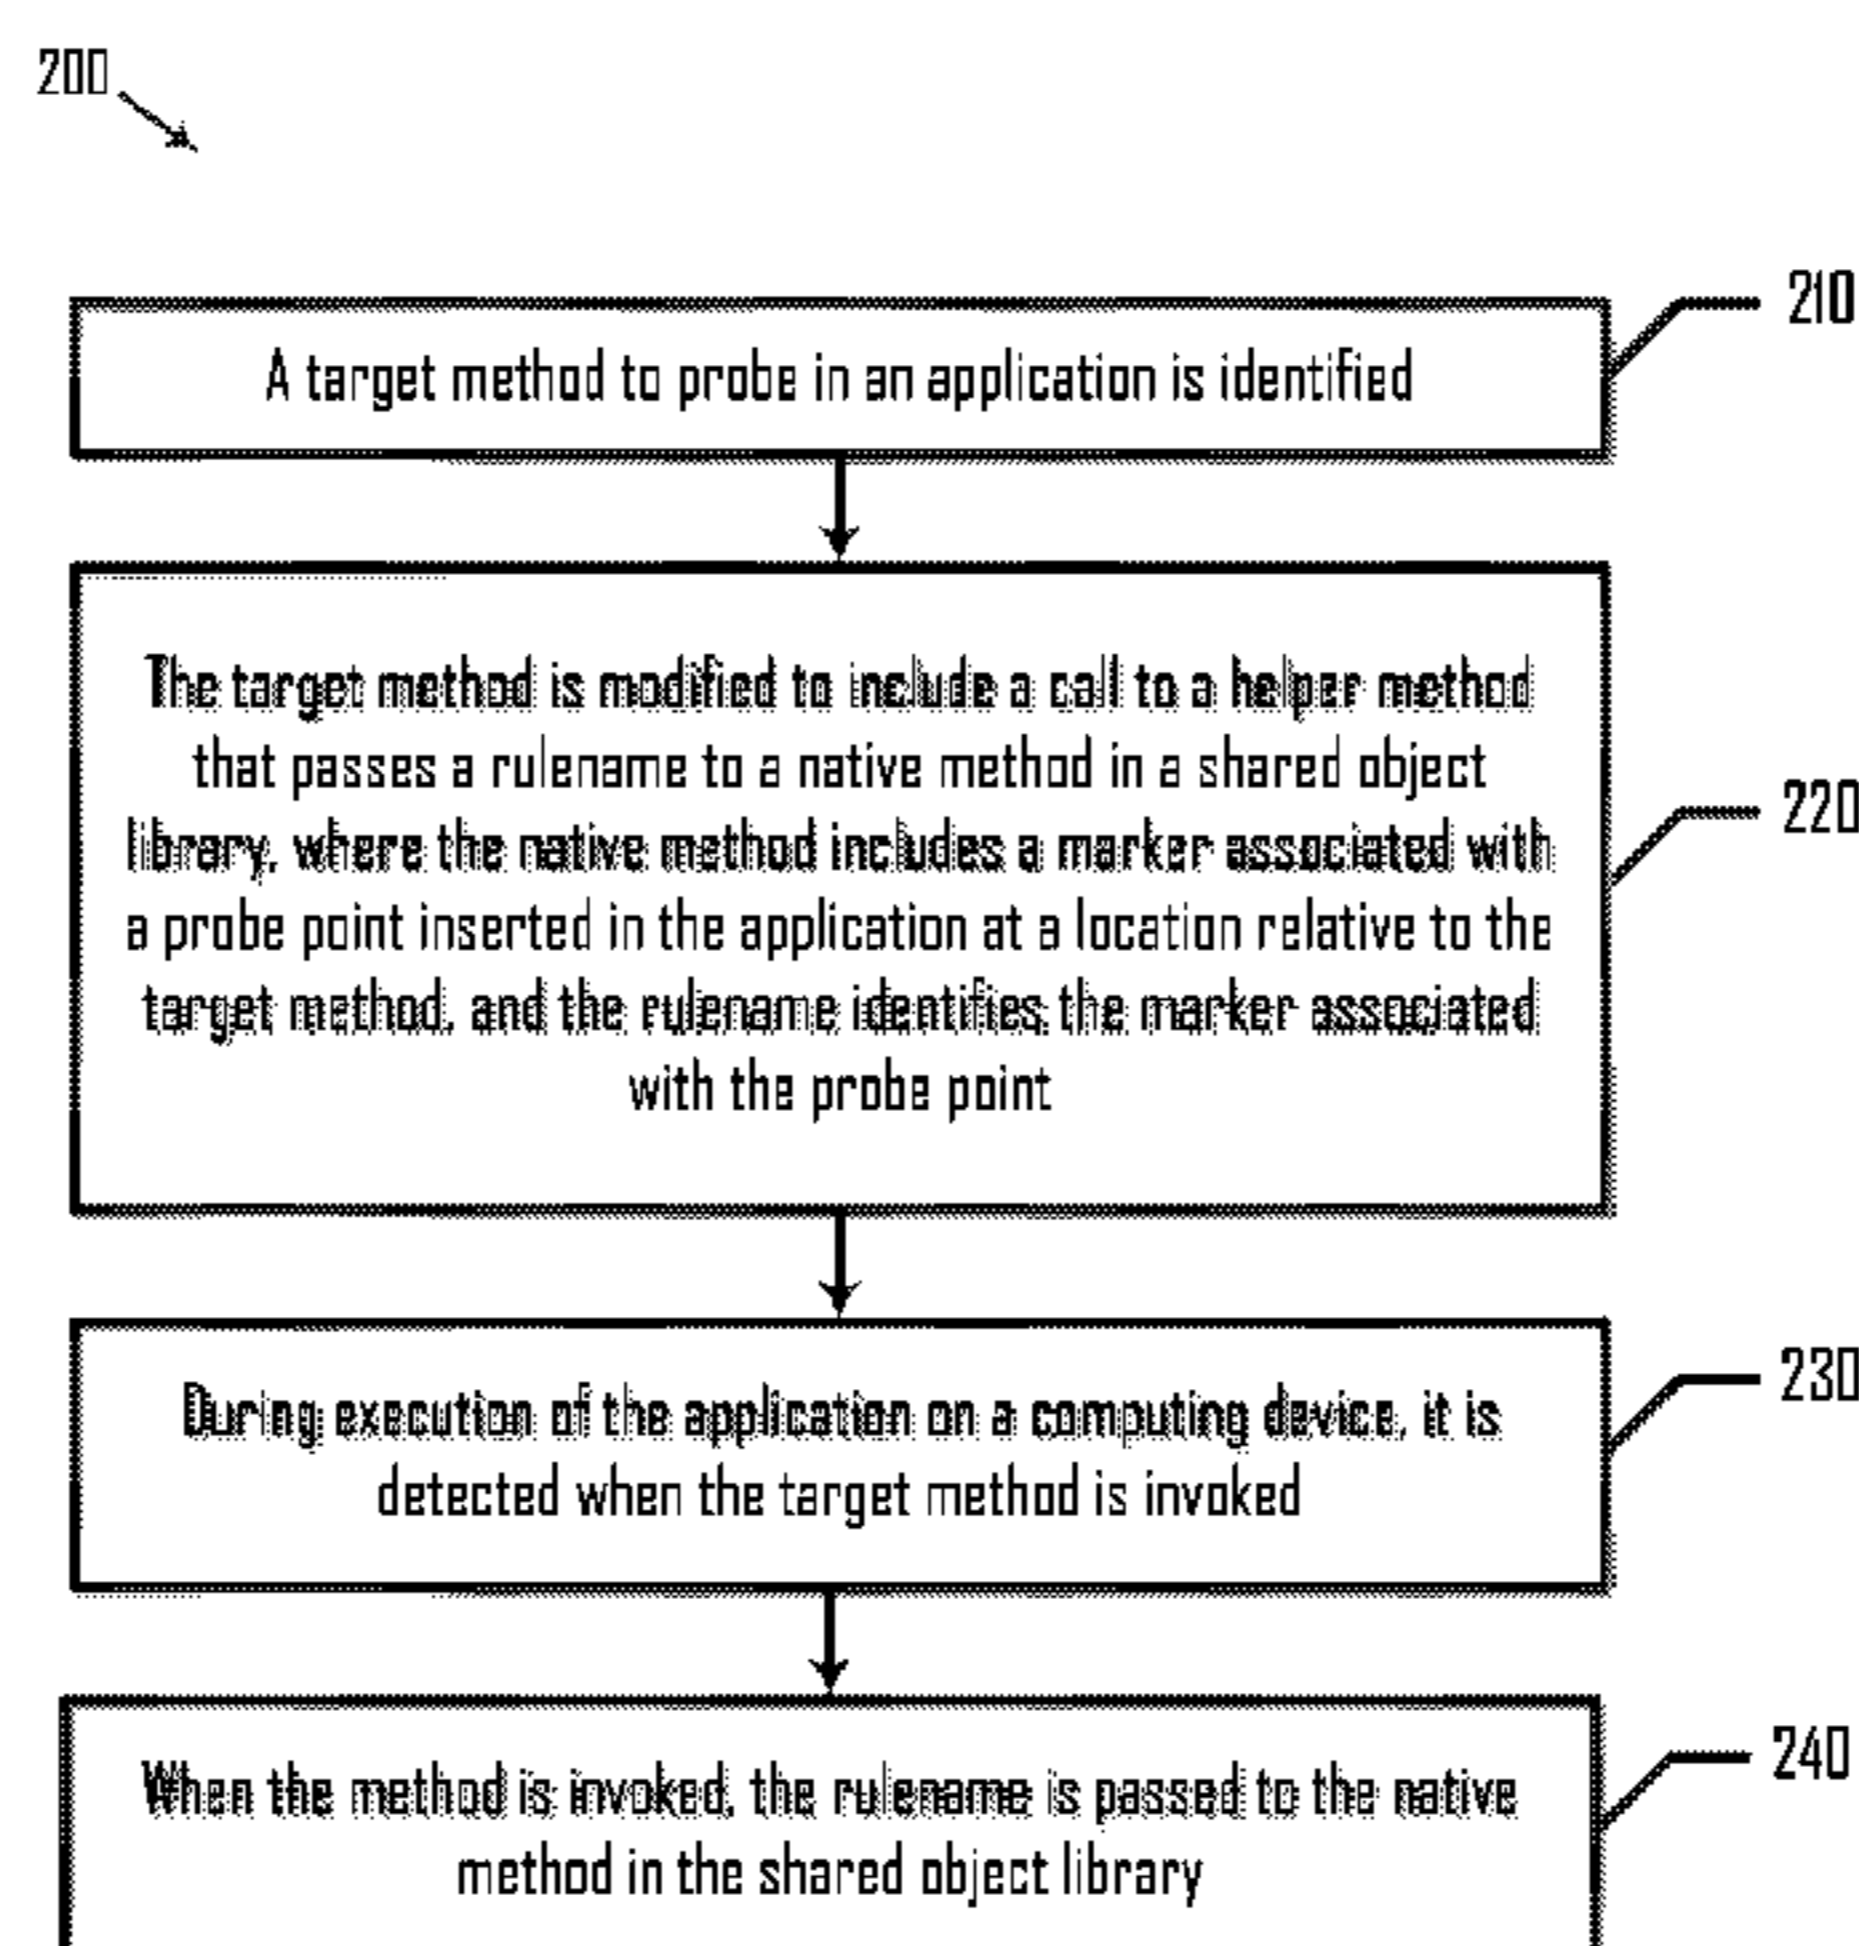 200
210
A target method to probe in an application is identified
The target method is modified to include a call to a helper method
that passes a rulename to a native method in a shared object
220
library, where the native method includes a marker associated with
a probe point inserted in the application at a location relative to the
target method, and the rulename identifies the marker associated
with the probe point
230
During execution of the application on a computing device, it is
detected when the target method is invoked
240
When the method is invoked, the rulename is passed to the native
method in the shared object library